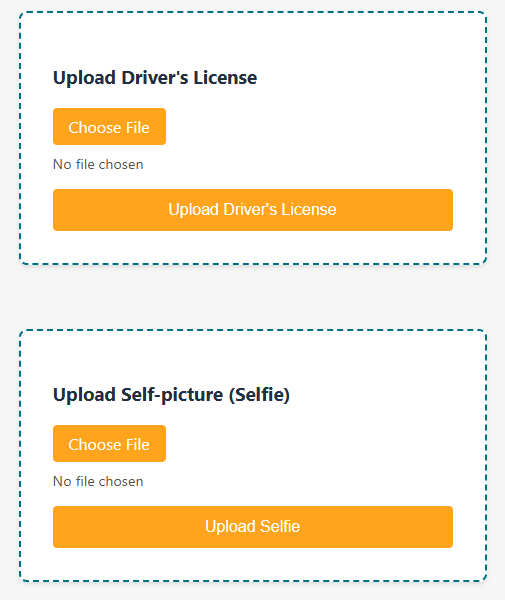 Upload Driver's License
Choose File
No file chosen
Upload Driver's License
Upload Self-picture (Selfie)
Choose File
No file chosen
Upload Selfie